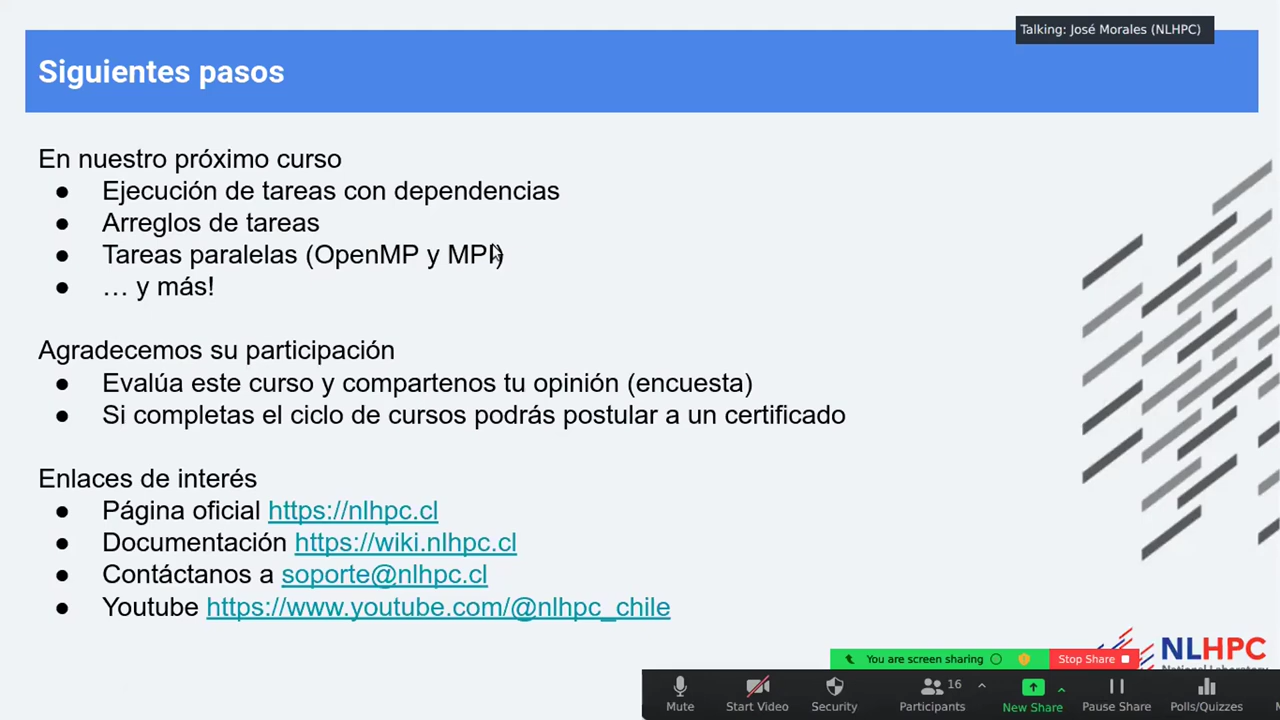 Talking: José Morales (NLHPC)
Siguientes pasos
En nuestro próximo curso
● Ejecución de tareas con dependencias
● Arreglos de tareas
● Tareas paralelas (OpenMP y MPI)
● … y más!
Agradecemos su participación
● Evalúa este curso y compartenos tu opinión (encuesta)
● Si completas el ciclo de cursos podrás postular a un certificado
Enlaces de interés
● Página oficial https://nlhpc.cl
● Documentación https://wiki.nlhpc.cl
● Contáctanos a soporte@nlhpc.cl
● Youtube https://www.youtube.com/@nlhpc_chile
NLHPC
National Laboratory
You are screen sharing
Stop Share
16
Mute
Start Video
Security
Participants
New Share
Pause Share
Polls/Quizzes